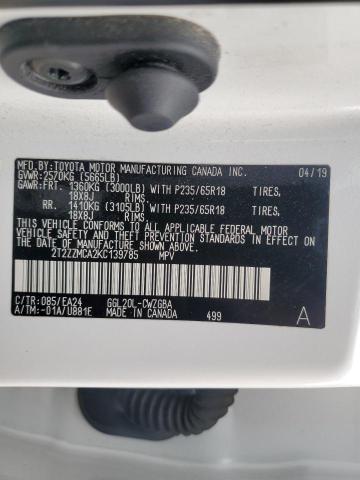 MFD.BY:TOYOTA MOTOR MANUFACTURING CANADA INC. 04/19
GVWR:2570KG (5665LB)
GAWR:FRT. 1360KG (3000LB)WITH P235/65R18 TIRES,
18X8J RIMS.
RR. 1410KG (3105LB)WITH P235/65R18 TIRES,
18X8J RIMS.
THIS VEHICLE CONFORMS TO ALL APPLICABLE FEDERAL MOTOR
VEHICLE SAFETY STANDARDS IN EFFECT ON THE DATE OF
MANUFACTURE SHOWN ABOVE.
2T2ZZMCA2KC139785 MPV
C/TR:085/EA24 GGL20L-CWZGBA A
A/TM:-01A/U881E MADE IN CANADA 499